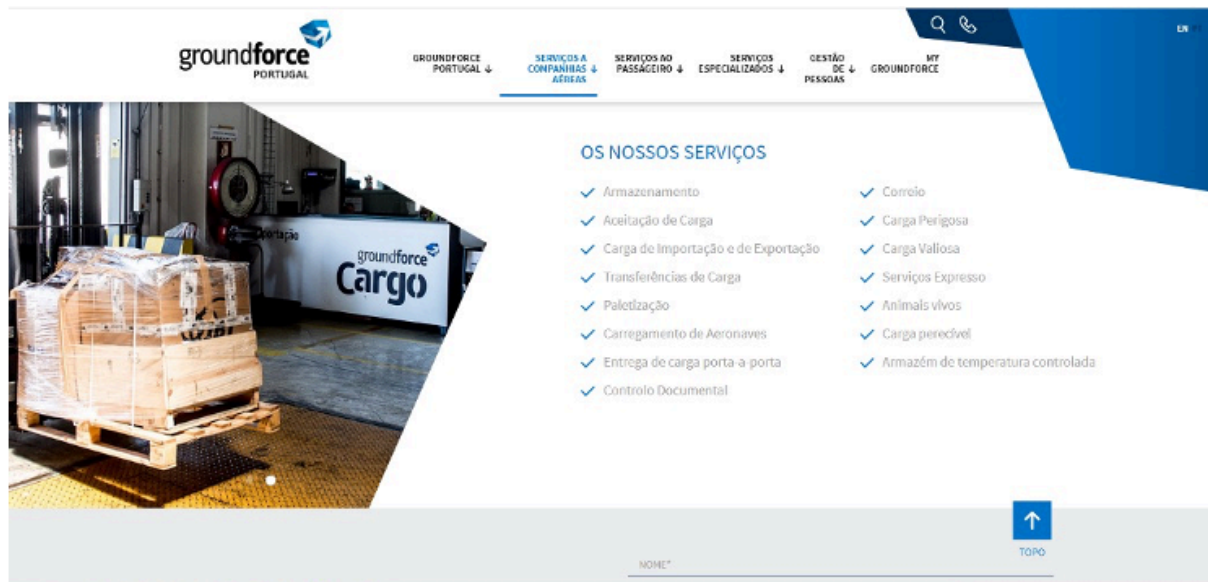 groundforce
PORTUGAL
EN PT
GROUNDFORCE
PORTUGAL ↓
SERVIÇOS A
COMPANHIAS ↓
AÉREAS
SERVIÇOS AO
PASSAGEIRO ↓
SERVIÇOS
ESPECIALIZADOS ↓
GESTÃO
DE ↓
PESSOAS
MY
GROUNDFORCE
portação
groundforce
Cargo
OS NOSSOS SERVIÇOS
Armazenamento
Aceitação de Carga
Carga de Importação e de Exportação
Transferências de Carga
Paletização
Carregamento de Aeronaves
Entrega de carga porta-a-porta
Controlo Documental
Correio
Carga Perigosa
Carga Valiosa
Serviços Expresso
Animais vivos
Carga perecível
Armazém de temperatura controlada
TOPO
NOME*